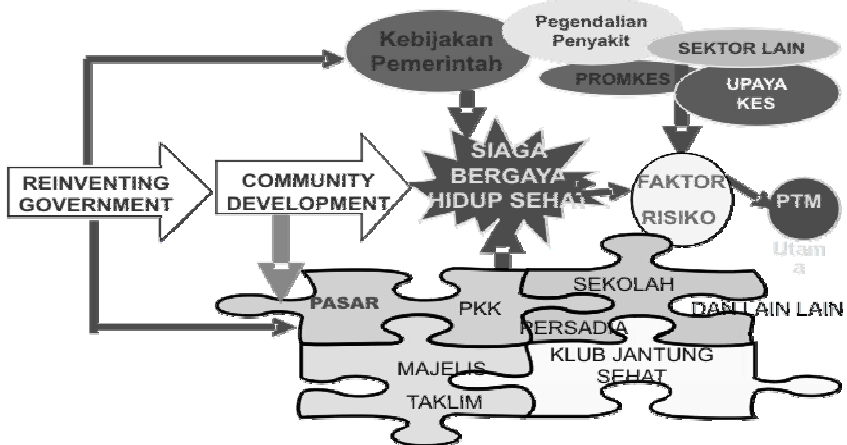 Kebijakan
Pemerintah
Pegendalian
Penyakit
SEKTOR LAIN
PROMKES
UPAYA
KES
REINVENTING
GOVERNMENT
COMMUNITY
DEVELOPMENT
SIAGA
BERGAYA
HIDUP SEHAT
FAKTOR
RISIKO
PTM
Utam
a
PASAR
PKK
SEKOLAH
DAN LAIN LAIN
PERSADIA
MAJELIS
TAKLIM
KLUB JANTUNG
SEHAT